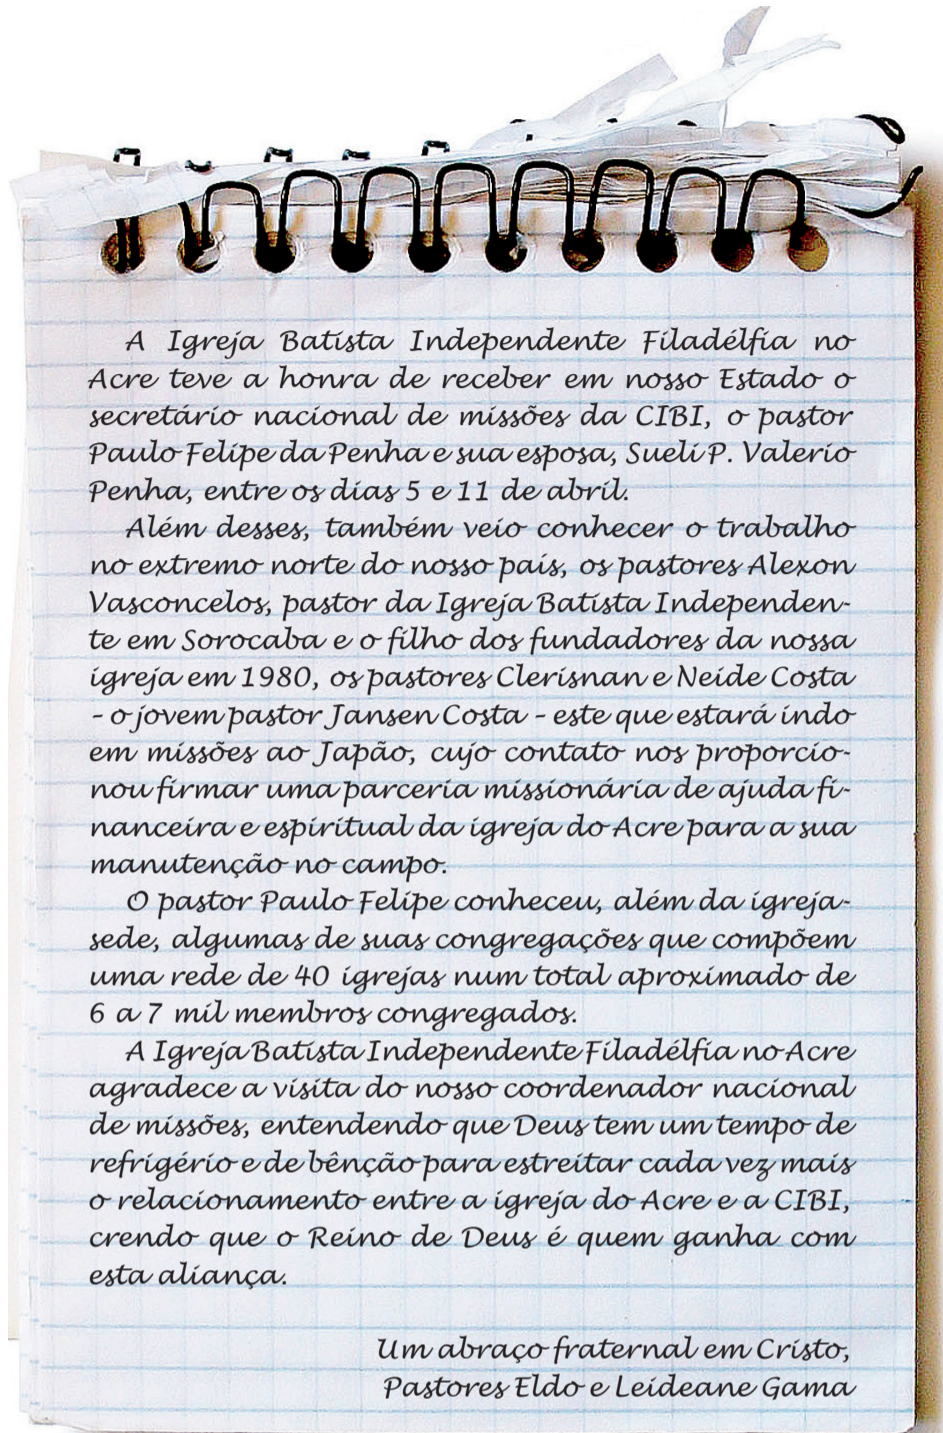 A Igreja Batista Independente Filadélfia no
Acre teve a honra de receber em nosso Estado o
secretário nacional de missões da CIBI, o pastor
Paulo Felipe da Penha e sua esposa, Sueli P. Valerio
Penha, entre os dias 5 e 11 de abril.
Além desses, também veio conhecer o trabalho
no extremo norte do nosso país, os pastores Alexon
Vasconcelos, pastor da Igreja Batista Independen-
te em Sorocaba e o filho dos fundadores da nossa
igreja em 1980, os pastores Clerisnan e Neide Costa
– o jovem pastor Jansen Costa – este que estará indo
em missões ao Japão, cujo contato nos proporcio-
nou firmar uma parceria missionária de ajuda fi-
nanceira e espiritual da igreja do Acre para a sua
manutenção no campo.
O pastor Paulo Felipe conheceu, além da igreja-
sede, algumas de suas congregações que compõem
uma rede de 40 igrejas num total aproximado de
6 a 7 mil membros congregados.
A Igreja Batista Independente Filadélfia no Acre
agradece a visita do nosso coordenador nacional
de missões, entendendo que Deus tem um tempo de
refrigério e de bênção para estreitar cada vez mais
o relacionamento entre a igreja do Acre e a CIBI,
crendo que o Reino de Deus é quem ganha com
esta aliança.
Um abraço fraternal em Cristo,
Pastores Eldo e Leideane Gama